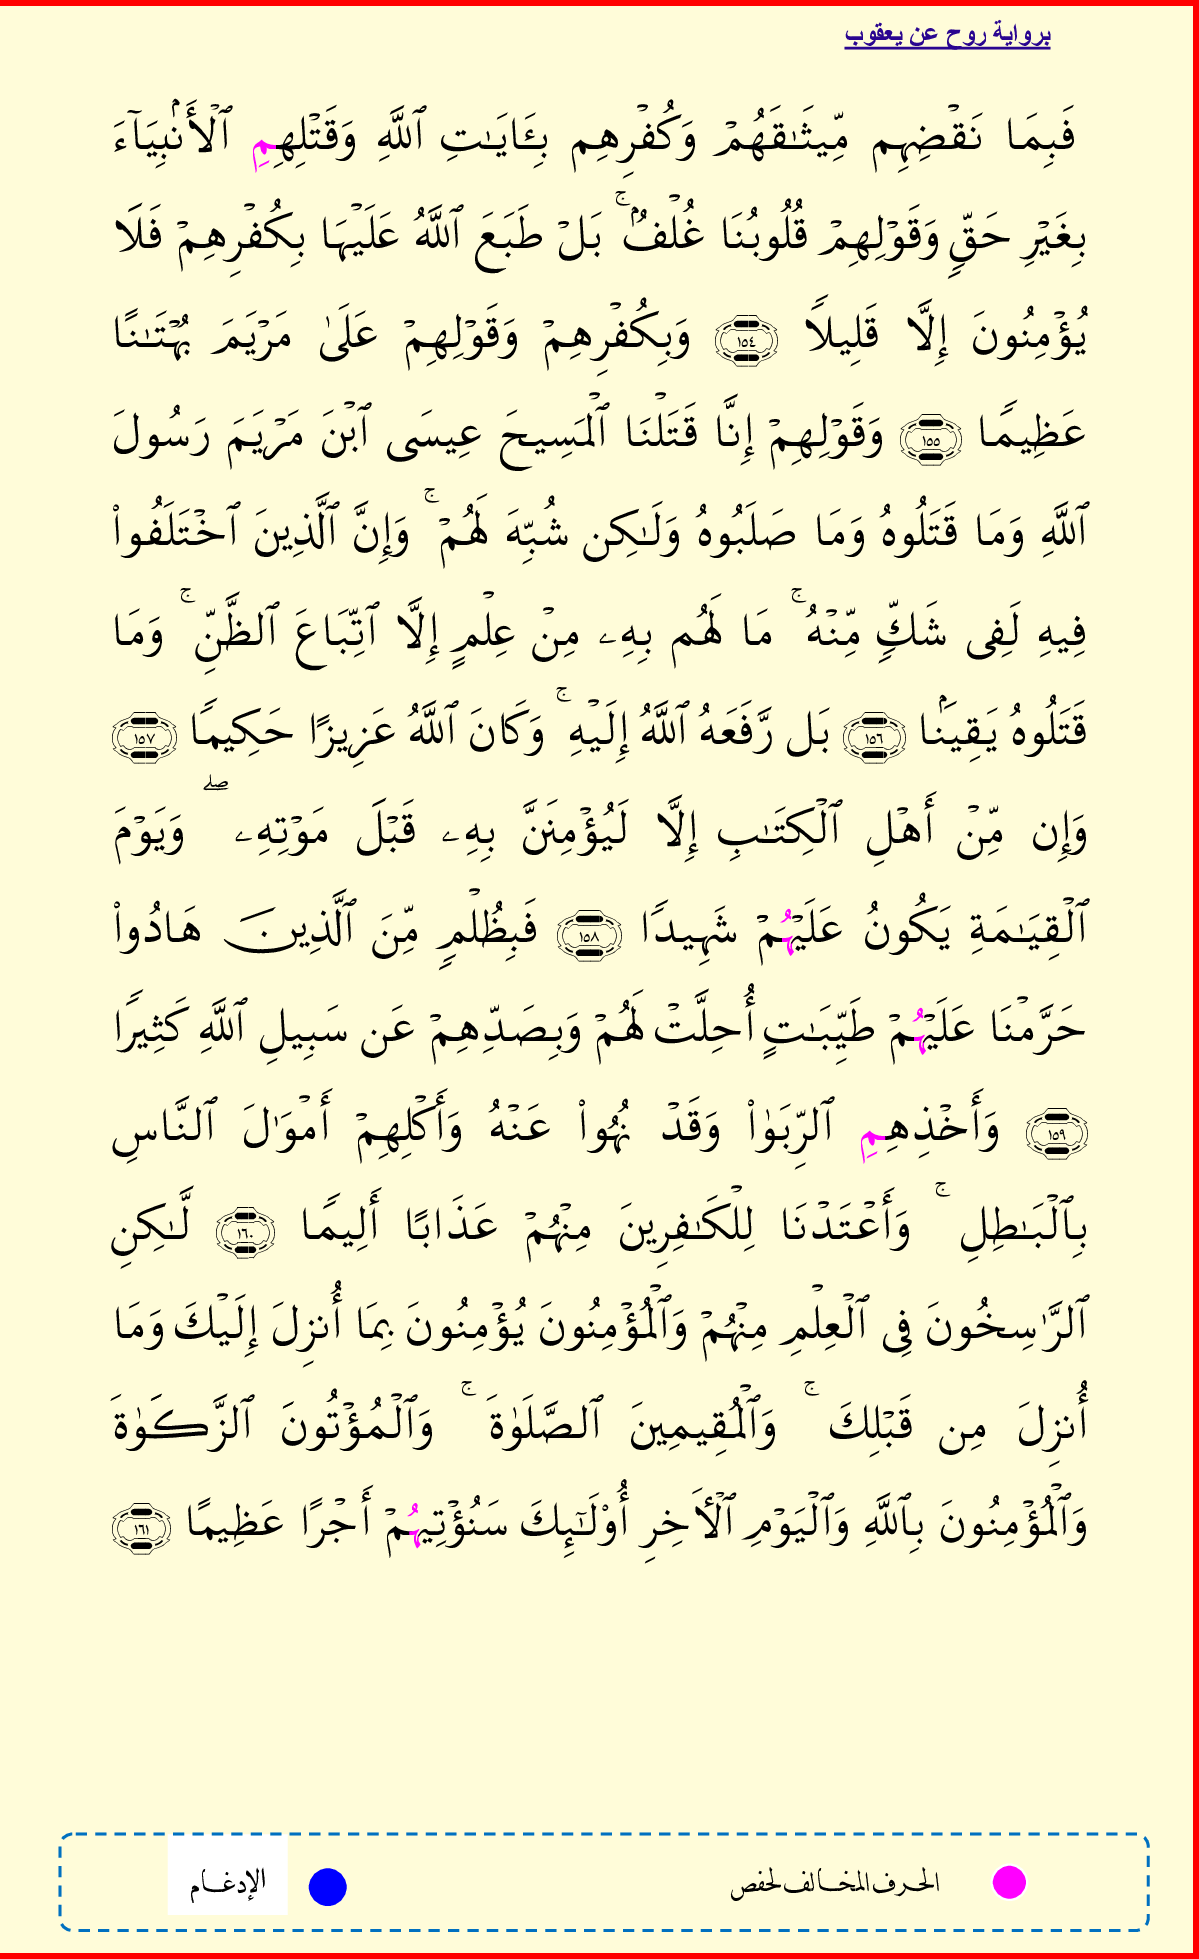 برواية روح عن يعقوب
فَبِمَا نَقْضِهِم مِّيثَـٰقَهُمْ وَكُفْرِهِم بِـَٔايَـٰتِ ٱللَّهِ وَقَتْلِهِمِ ٱلْأَنۢبِيَآءَ
بِغَيْرِ حَقٍّ وَقَوْلِهِمْ قُلُوبُنَا غُلْفٌۢ ۚ بَلْ طَبَعَ ٱللَّهُ عَلَيْهَا بِكُفْرِهِمْ فَلَا
يُؤْمِنُونَ إِلَّا قَلِيلًا ١٥٤ وَبِكُفْرِهِمْ وَقَوْلِهِمْ عَلَىٰ مَرْيَمَ بُهْتَـٰنًا
عَظِيمًا ١٥٥ وَقَوْلِهِمْ إِنَّا قَتَلْنَا ٱلْمَسِيحَ عِيسَى ٱبْنَ مَرْيَمَ رَسُولَ
ٱللَّهِ وَمَا قَتَلُوهُ وَمَا صَلَبُوهُ وَلَـٰكِن شُبِّهَ لَهُمْ ۚ وَإِنَّ ٱلَّذِينَ ٱخْتَلَفُوا۟
فِيهِ لَفِى شَكٍّ مِّنْهُ ۚ مَا لَهُم بِهِۦ مِنْ عِلْمٍ إِلَّا ٱتِّبَاعَ ٱلظَّنِّ ۚ وَمَا
قَتَلُوهُ يَقِينًۢا ١٥٦ بَل رَّفَعَهُ ٱللَّهُ إِلَيْهِ ۚ وَكَانَ ٱللَّهُ عَزِيزًا حَكِيمًا ١٥٧
وَإِن مِّنْ أَهْلِ ٱلْكِتَـٰبِ إِلَّا لَيُؤْمِنَنَّ بِهِۦ قَبْلَ مَوْتِهِۦ ۖ وَيَوْمَ
ٱلْقِيَـٰمَةِ يَكُونُ عَلَيْهُمْ شَهِيدًا ١٥٨ فَبِظُلْمٍ مِّنَ ٱلَّذِينَ هَادُوا۟
حَرَّمْنَا عَلَيْهُمْ طَيِّبَـٰتٍ أُحِلَّتْ لَهُمْ وَبِصَدِّهِمْ عَن سَبِيلِ ٱللَّهِ كَثِيرًا
١٥٩ وَأَخْذِهِمِ ٱلرِّبَوٰا۟ وَقَدْ نُهُوا۟ عَنْهُ وَأَكْلِهِمْ أَمْوَٰلَ ٱلنَّاسِ
بِٱلْبَـٰطِلِ ۚ وَأَعْتَدْنَا لِلْكَـٰفِرِينَ مِنْهُمْ عَذَابًا أَلِيمًا ١٦٠ لَّـٰكِنِ
ٱلرَّٰسِخُونَ فِى ٱلْعِلْمِ مِنْهُمْ وَٱلْمُؤْمِنُونَ يُؤْمِنُونَ بِمَا أُنزِلَ إِلَيْكَ وَمَا
أُنزِلَ مِن قَبْلِكَ ۚ وَٱلْمُقِيمِينَ ٱلصَّلَوٰةَ ۚ وَٱلْمُؤْتُونَ ٱلزَّكَوٰةَ
وَٱلْمُؤْمِنُونَ بِٱللَّهِ وَٱلْيَوْمِ ٱلْـَٔاخِرِ أُو۟لَـٰٓئِكَ سَنُؤْتِيهُمْ أَجْرًا عَظِيمًا ١٦١
الحرف المخالف لحفص
الإدغام